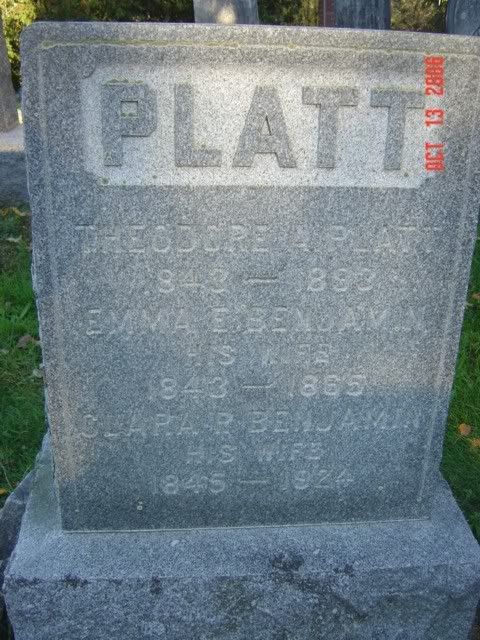 PLATT
OCT 13 2006
THEODORE A. PLATT
1843 — 1893
EMMA E. BENJAMIN
HIS WIFE
1843 — 1865
CLARA P. BENJAMIN
HIS WIFE
1845 — 1924